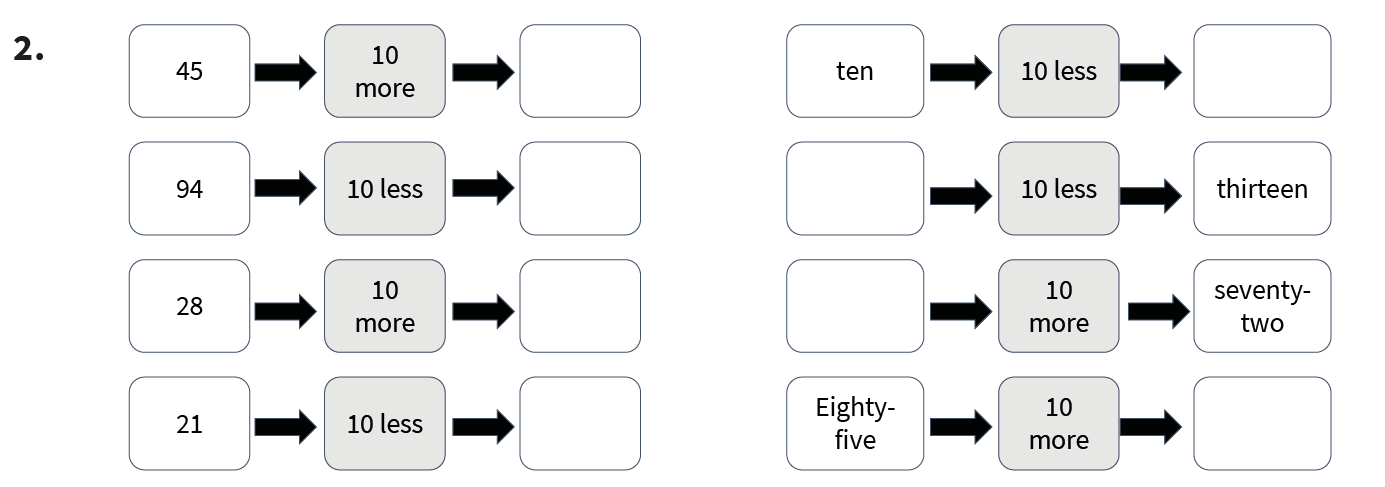 2.
45
10
more
94
10 less
28
10
more
21
10 less
ten
10 less
10 less
thirteen
10
more
seventy-
two
Eighty-
five
10
more